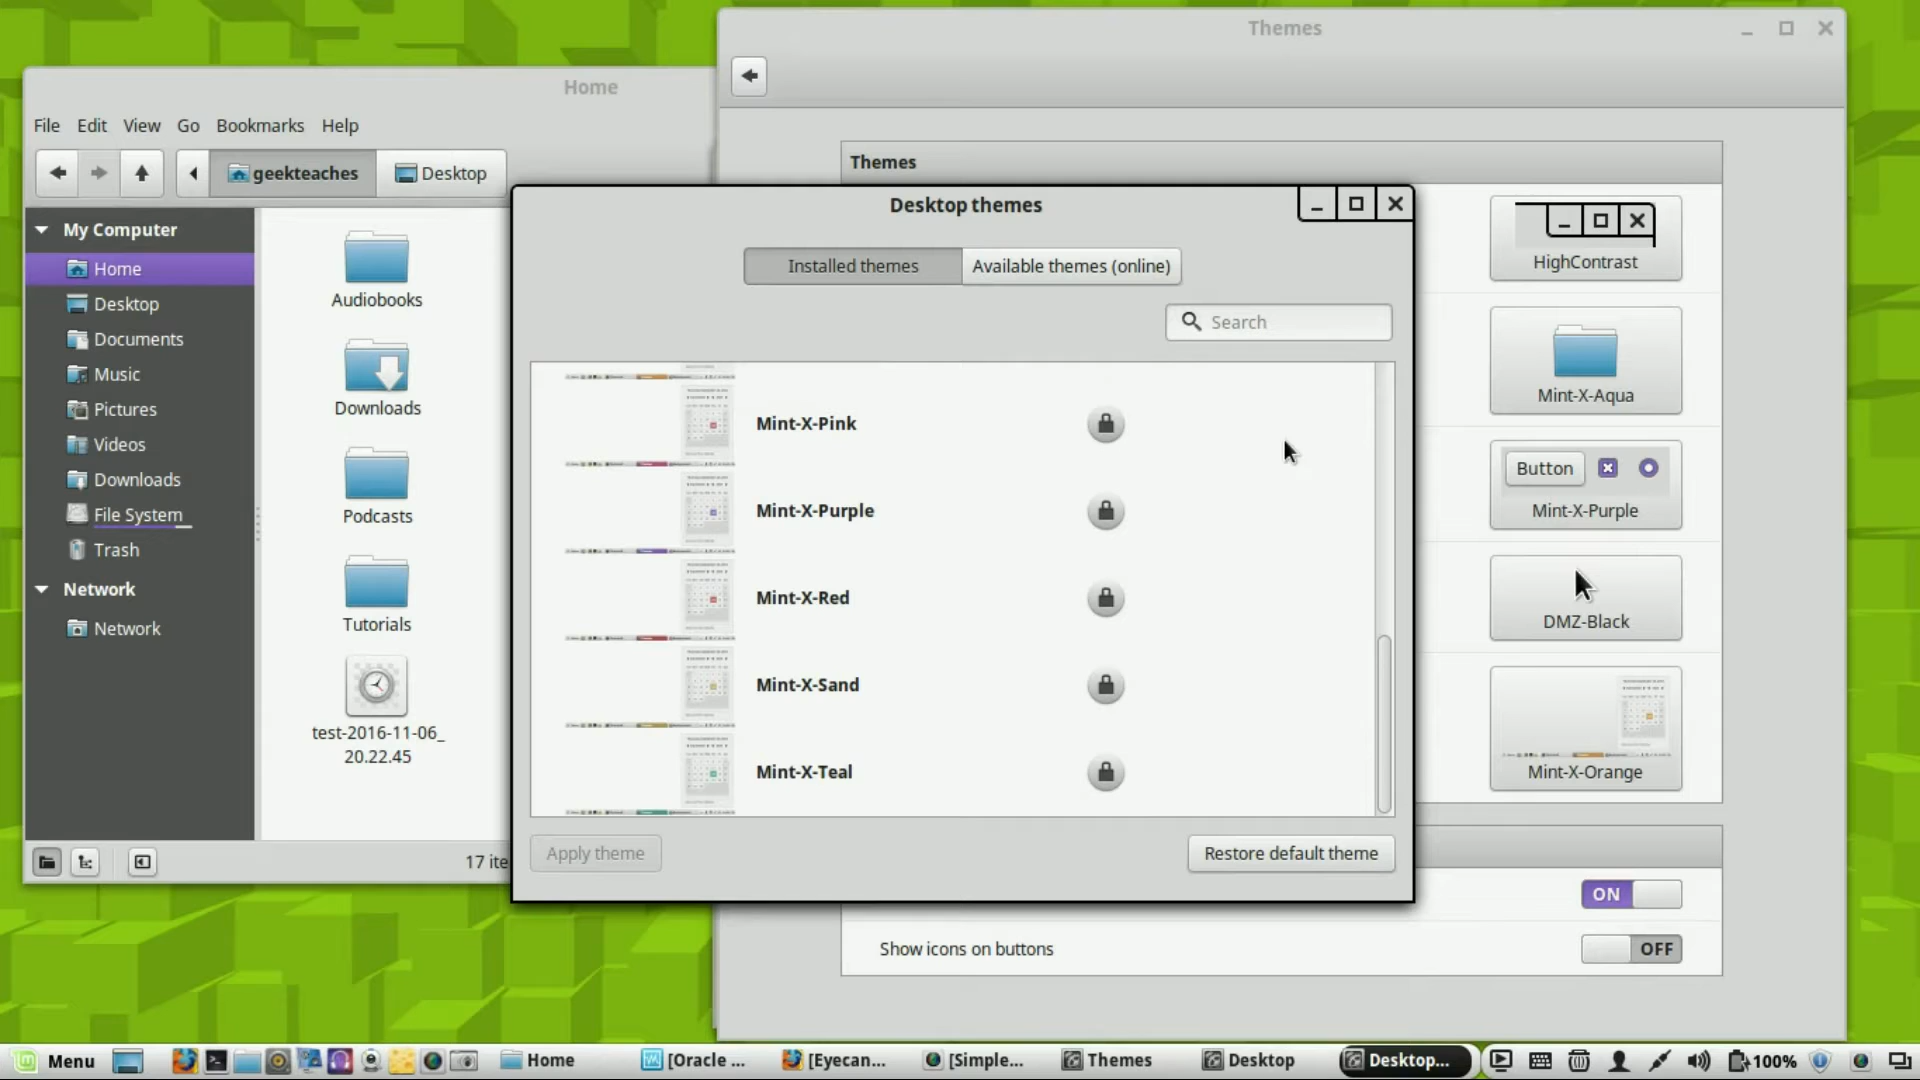 Themes
Home
File Edit View Go Bookmarks Help
geekteaches Desktop
My Computer
Home
Desktop
Documents
Music
Pictures
Videos
Downloads
File System
Trash
Network
Network
Audiobooks
Downloads
Podcasts
Tutorials
test-2016-11-06_
20.22.45
17 ite
Themes
HighContrast
Mint-X-Aqua
Button
Mint-X-Purple
DMZ-Black
Mint-X-Orange
ON
Show icons on buttons OFF
Desktop themes
Installed themes Available themes (online)
Search
Mint-X-Pink
Mint-X-Purple
Mint-X-Red
Mint-X-Sand
Mint-X-Teal
Apply theme Restore default theme
Menu Home [Oracle ... [Eyecan... [Simple... Themes Desktop Desktop... 100%